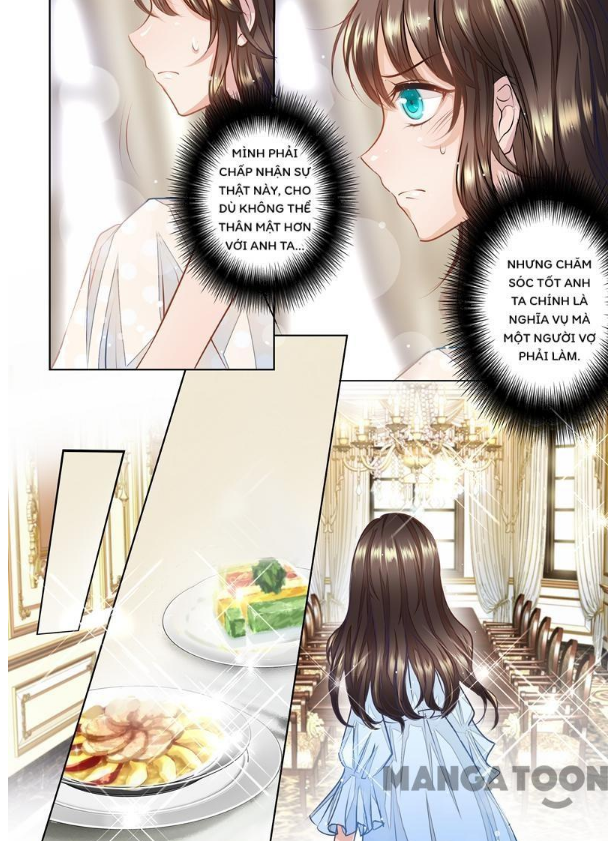 MÌNH PHẢI
CHẤP NHẬN SỰ
THẬT NÀY, CHO
DÙ KHÔNG THỂ
THÂN MẬT HƠN
VỚI ANH TA...
NHƯNG CHĂM
SÓC TỐT ANH
TA CHÍNH LÀ
NGHĨA VỤ MÀ
MỘT NGƯỜI VỢ
PHẢI LÀM.
MANGATOON